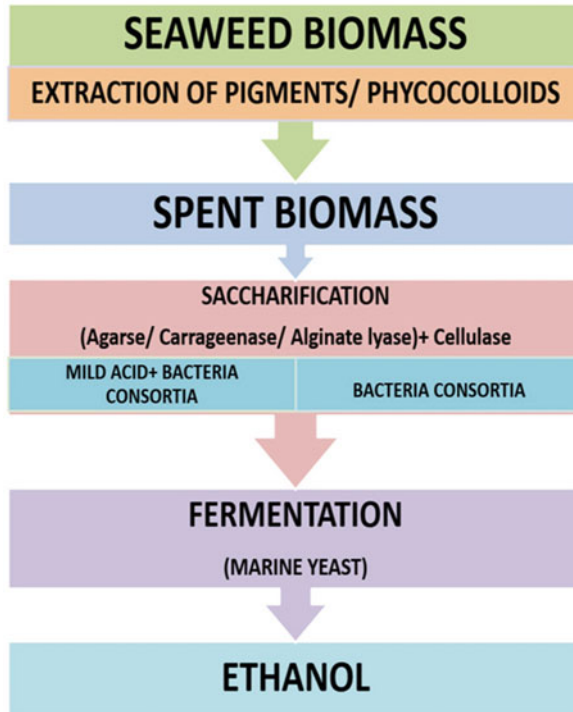 SEAWEED BIOMASS
EXTRACTION OF PIGMENTS/ PHYCOCOLLOIDS
SPENT BIOMASS
SACCHARIFICATION
(Agarse/ Carrageenase/ Alginate lyase)+ Cellulase
MILD ACID+ BACTERIA
CONSORTIA
BACTERIA CONSORTIA
FERMENTATION
(MARINE YEAST)
ETHANOL